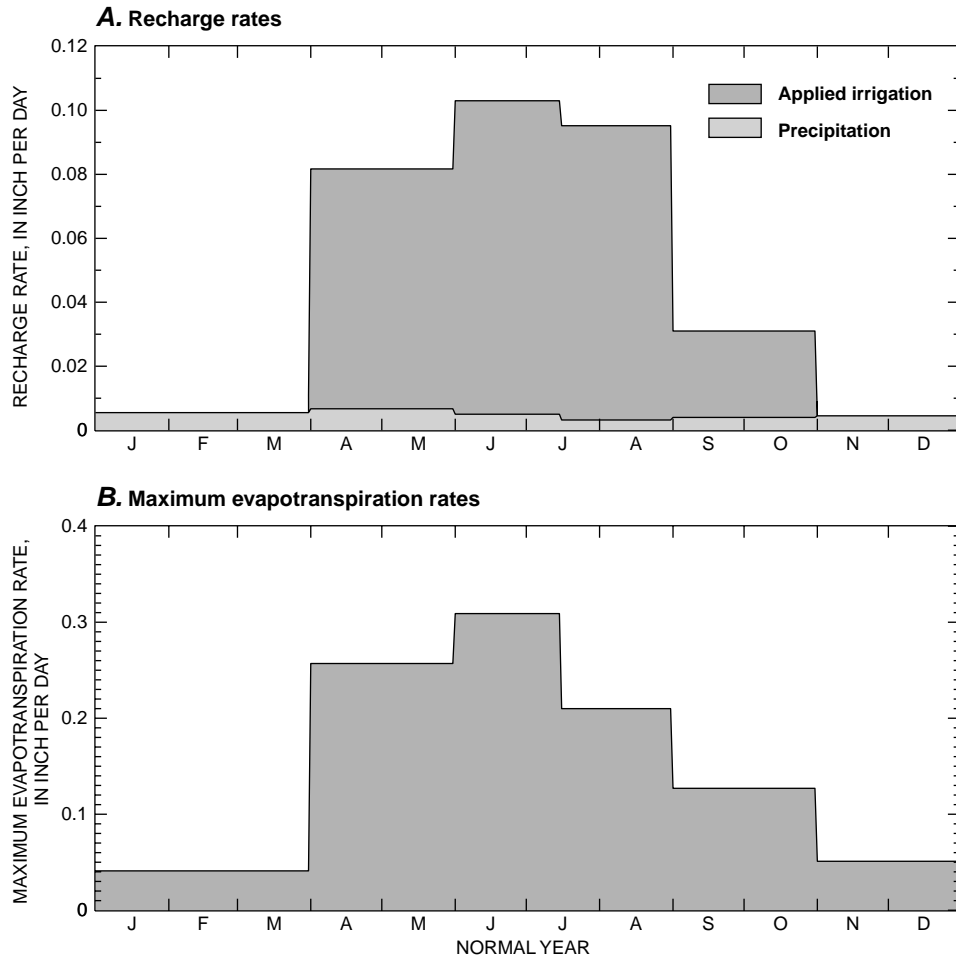 A. Recharge rates
RECHARGE RATE, IN INCH PER DAY
0.12
0.10
0.08
0.06
0.04
0.02
0
Applied irrigation
Precipitation
J F M A M J J A S O N D
B. Maximum evapotranspiration rates
MAXIMUM EVAPOTRANSPIRATION RATE,
IN INCH PER DAY
0.4
0.3
0.2
0.1
0
J F M A M J J A S O N D
NORMAL YEAR